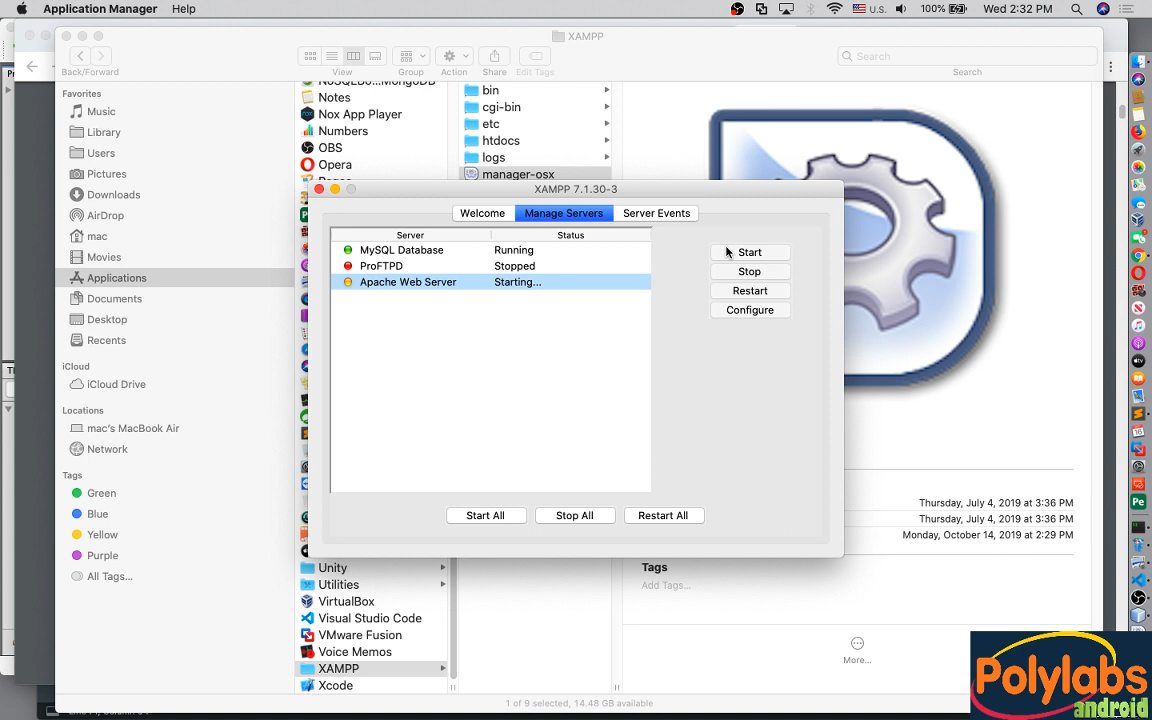 Application Manager Help
U.S. 100% Wed 2:32 PM
XAMPP
Search
Back/Forward View Group Action Share Edit Tags Search
Favorites
Music
Library
Users
Pictures
Downloads
AirDrop
mac
Movies
Applications
Documents
Desktop
Recents
iCloud
iCloud Drive
Locations
mac's MacBook Air
Network
Tags
Green
Blue
Yellow
Purple
All Tags...
Notes
Nox App Player
Numbers
OBS
Opera
bin
cgi-bin
etc
htdocs
logs
manager-osx
XAMPP 7.1.30-3
Welcome Manage Servers Server Events
Server Status
MySQL Database Running
ProFTPD Stopped
Apache Web Server Starting...
Start
Stop
Restart
Configure
Start All Stop All Restart All
Unity
Utilities
VirtualBox
Visual Studio Code
VMware Fusion
Voice Memos
XAMPP
Xcode
Thursday, July 4, 2019 at 3:36 PM
Thursday, July 4, 2019 at 3:36 PM
Monday, October 14, 2019 at 2:29 PM
Tags
Add Tags...
More...
1 of 9 selected, 14.48 GB available
Polylabs
android